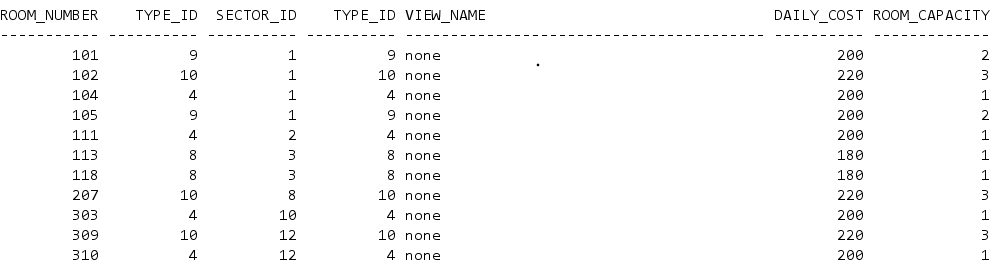 ROOM_NUMBER    TYPE_ID  SECTOR_ID    TYPE_ID VIEW_NAME                                DAILY_COST ROOM_CAPACITY
----------- ---------- ---------- ---------- ---------------------------------------- ---------- -------------
        101          9          1          9 none                                            200             2
        102         10          1         10 none                                            220             3
        104          4          1          4 none                                            200             1
        105          9          1          9 none                                            200             2
        111          4          2          4 none                                            200             1
        113          8          3          8 none                                            180             1
        118          8          3          8 none                                            180             1
        207         10          8         10 none                                            220             3
        303          4         10          4 none                                            200             1
        309         10         12         10 none                                            220             3
        310          4         12          4 none                                            200             1